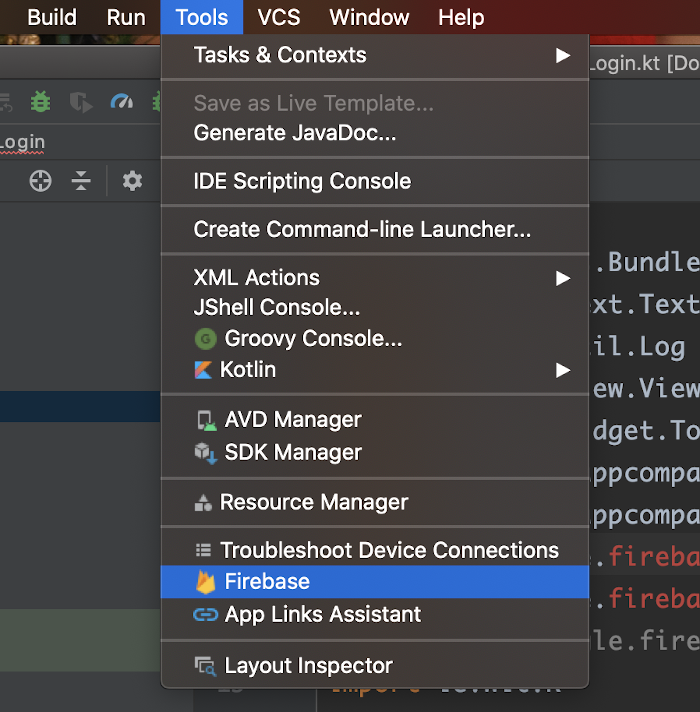 Build Run Tools VCS Window Help
Tasks & Contexts
Login.kt [Do
Save as Live Template...
Generate JavaDoc...
Login
IDE Scripting Console
Create Command-line Launcher...
.Bundle
XML Actions
xt.Text
JShell Console...
Groovy Console...
il.Log
Kotlin
ew.View
AVD Manager
dget.To
SDK Manager
ppcompa
Resource Manager
ppcompa
Troubleshoot Device Connections
.fireba
Firebase
.fireba
App Links Assistant
le.fire
Layout Inspector
import